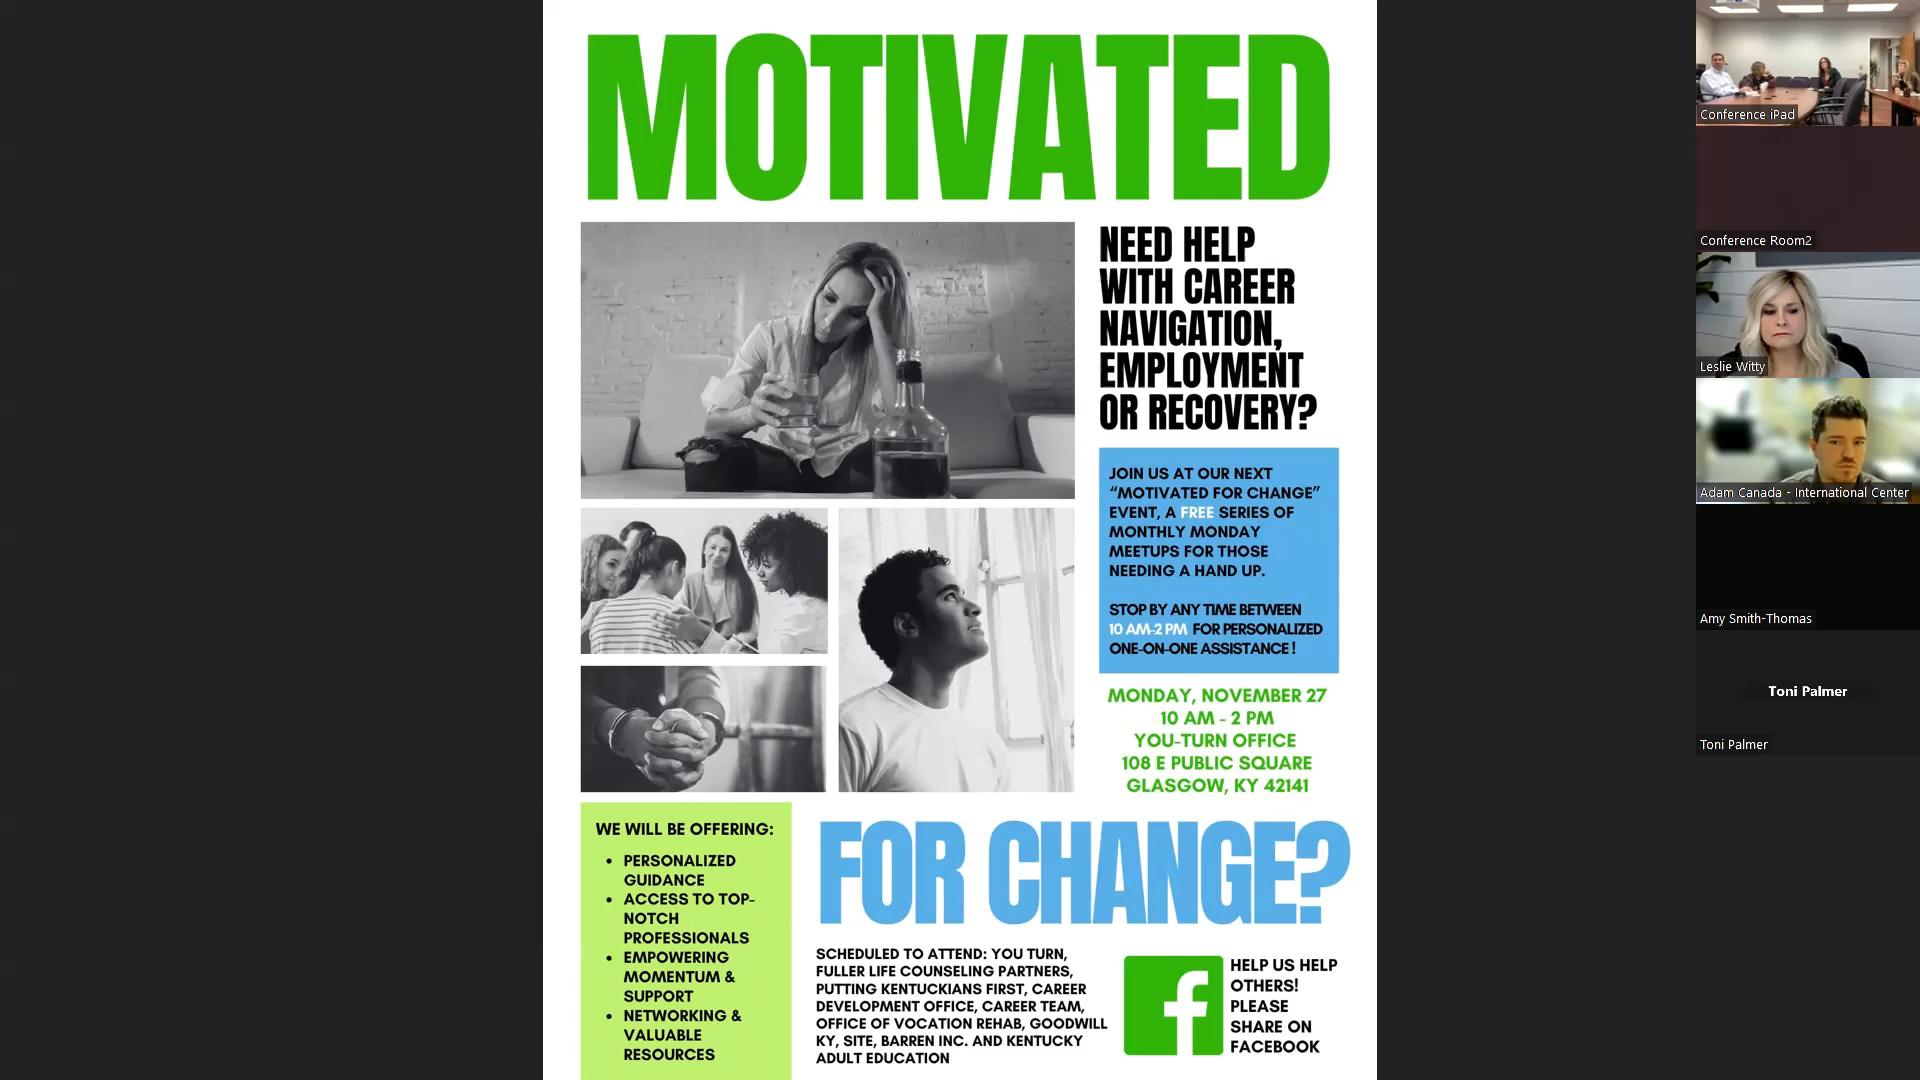 MOTIVATED
NEED HELP
WITH CAREER
NAVIGATION,
EMPLOYMENT
OR RECOVERY?
JOIN US AT OUR NEXT
“MOTIVATED FOR CHANGE”
EVENT, A FREE SERIES OF
MONTHLY MONDAY
MEETUPS FOR THOSE
NEEDING A HAND UP.
STOP BY ANY TIME BETWEEN
10 AM-2 PM FOR PERSONALIZED
ONE-ON-ONE ASSISTANCE !
MONDAY, NOVEMBER 27
10 AM - 2 PM
YOU-TURN OFFICE
108 E PUBLIC SQUARE
GLASGOW, KY 42141
WE WILL BE OFFERING:
• PERSONALIZED
GUIDANCE
• ACCESS TO TOP-
NOTCH
PROFESSIONALS
• EMPOWERING
MOMENTUM &
SUPPORT
• NETWORKING &
VALUABLE
RESOURCES
FOR CHANGE?
SCHEDULED TO ATTEND: YOU TURN,
FULLER LIFE COUNSELING PARTNERS,
PUTTING KENTUCKIANS FIRST, CAREER
DEVELOPMENT OFFICE, CAREER TEAM,
OFFICE OF VOCATION REHAB, GOODWILL
KY, SITE, BARREN INC. AND KENTUCKY
ADULT EDUCATION
f
HELP US HELP
OTHERS!
PLEASE
SHARE ON
FACEBOOK
Conference iPad
Conference Room2
Leslie Witty
Adam Canada - International Center
Amy Smith-Thomas
Toni Palmer
Toni Palmer